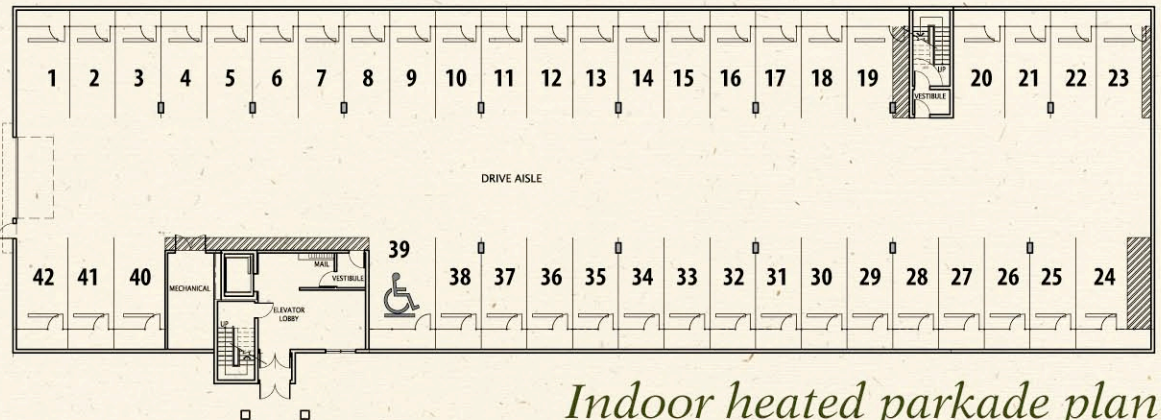 1 2 3 4 5 6 7 8 9 10 11 12 13 14 15 16 17 18 19 20 21 22 23
UP
VESTIBULE
DRIVE AISLE
42 41 40 39 38 37 36 35 34 33 32 31 30 29 28 27 26 25 24
MAIL
VESTIBULE
MECHANICAL
ELEVATOR
LOBBY
UP
Indoor heated parkade plan